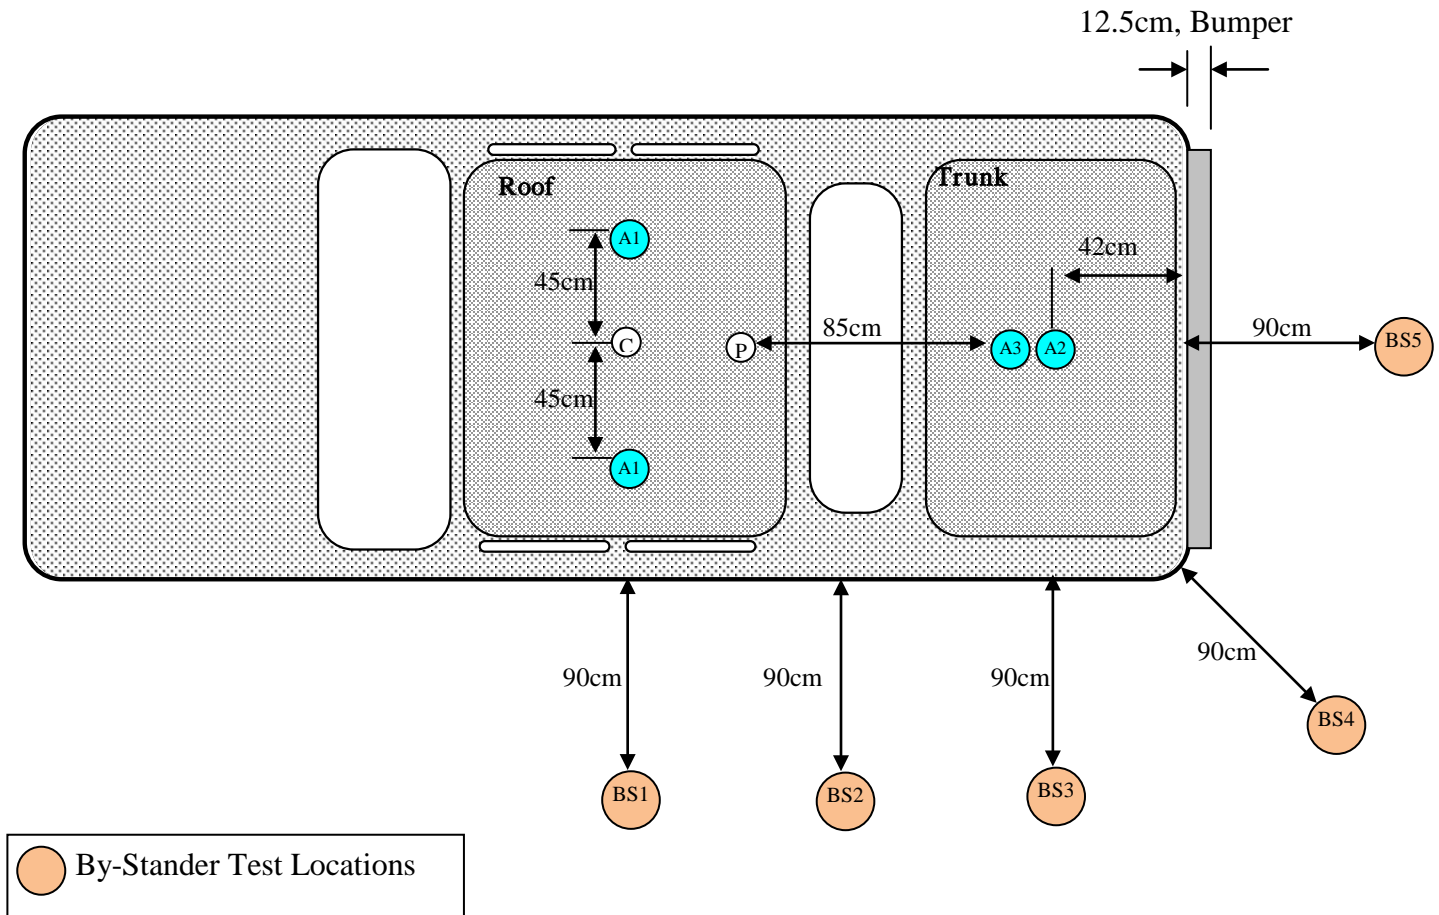 12.5cm, Bumper
Roof
Trunk
A1
42cm
45cm
C
P
85cm
A3
A2
90cm
BS5
45cm
A1
90cm
90cm
90cm
90cm
BS4
BS1
BS2
BS3
By-Stander Test Locations